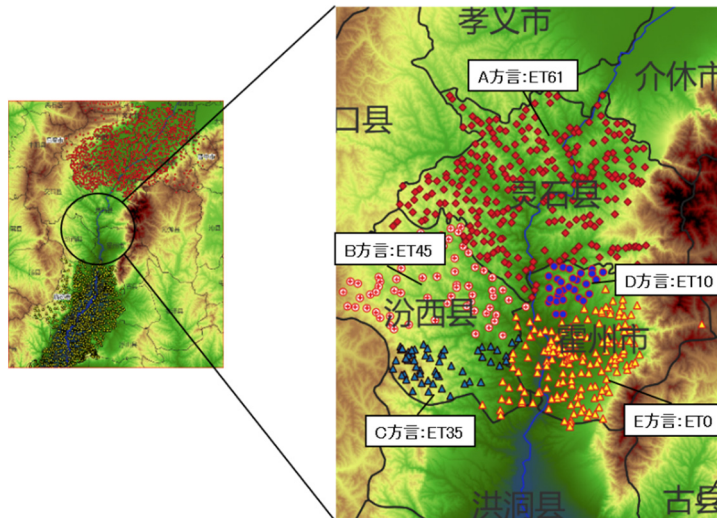 孝义市
A方言:ET61
介休市
口县
灵石县
B方言:ET45
D方言:ET10
汾西县
霍州市
C方言:ET35
E方言:ET0
洪洞县
古县